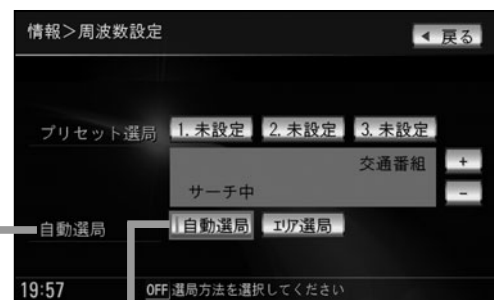 情報＞周波数設定
◀ 戻る
プリセット選局 1. 未設定 2. 未設定 3. 未設定
交通番組 +
サーチ中 -
自動選局 自動選局 エリア選局
19:57 OFF 選局方法を選択してください